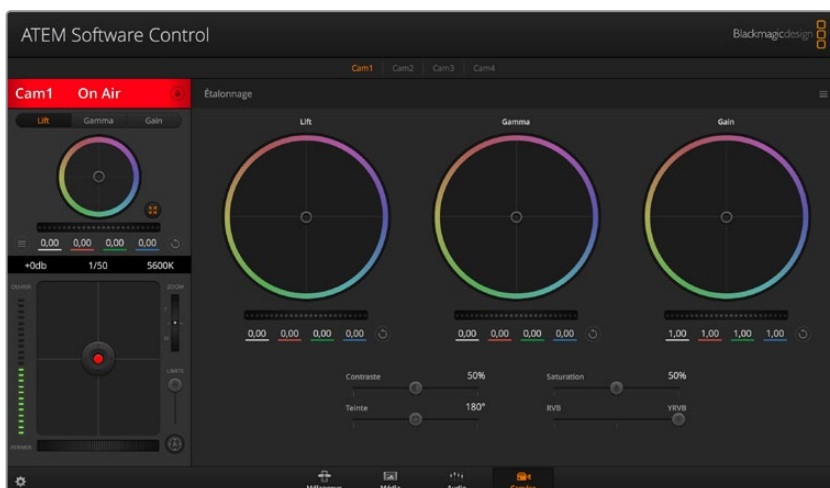 ATEM Software Control
Blackmagicdesign
Cam1 Cam2 Cam3 Cam4
Cam1 On Air
Étalonnage
Lift Gamma Gain
Lift Gamma Gain
0,00 0,00 0,00 0,00
+0db 1/50 5600K
OUVRIR
ZOOM
T
W
LIMITE
FERMER
0,00 0,00 0,00 0,00
0,00 0,00 0,00 0,00
1,00 1,00 1,00 1,00
Contraste 50%
Saturation 50%
Teinte 180°
RVB YRVB
Média Audio